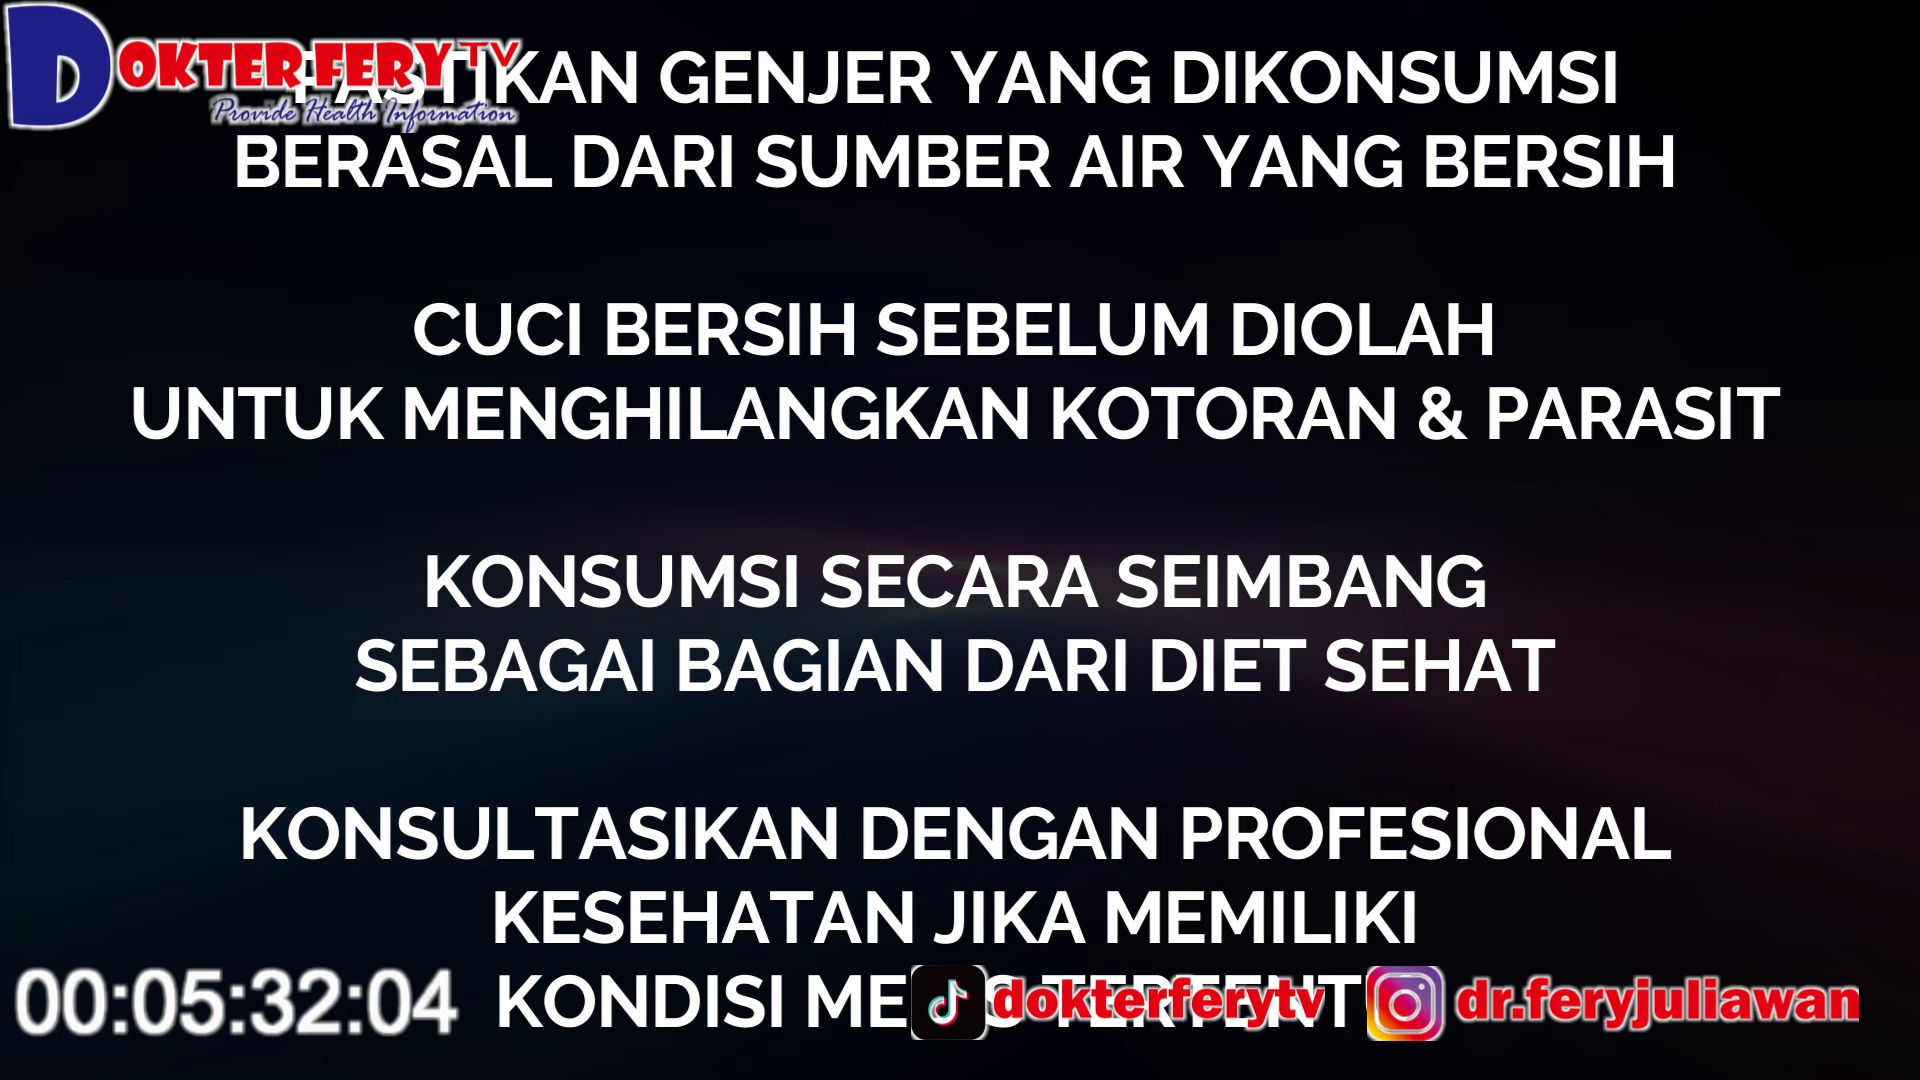 DOKTER FERY TV
Provide Health Information
PASTIKAN GENJER YANG DIKONSUMSI
BERASAL DARI SUMBER AIR YANG BERSIH
CUCI BERSIH SEBELUM DIOLAH
UNTUK MENGHILANGKAN KOTORAN & PARASIT
KONSUMSI SECARA SEIMBANG
SEBAGAI BAGIAN DARI DIET SEHAT
KONSULTASIKAN DENGAN PROFESIONAL
KESEHATAN JIKA MEMILIKI
KONDISI
00:05:32:04
dokterferytv
dr.feryjuliawan